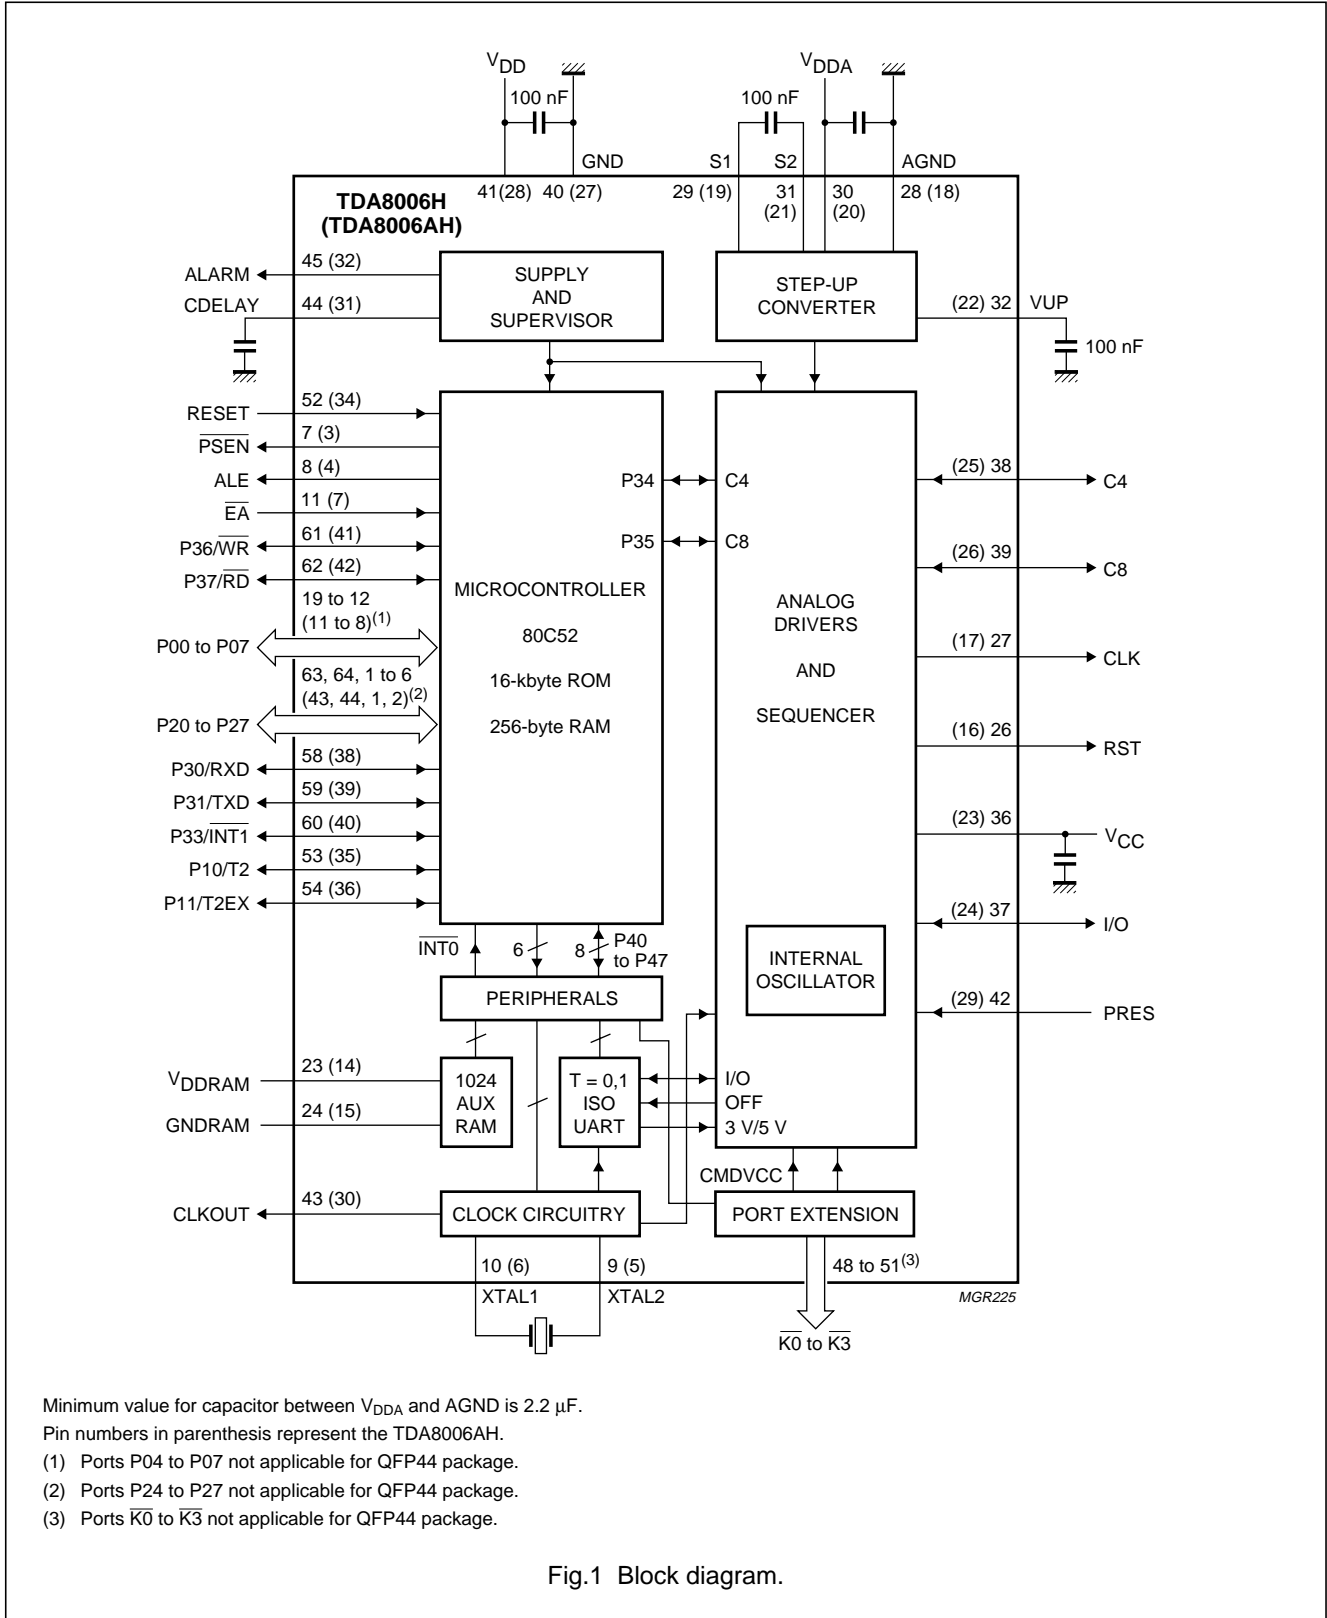 VDD
VDDA
100 nF
100 nF
GND
S1
S2
AGND
41(28)
40 (27)
29 (19)
31
(21)
30
(20)
28 (18)
TDA8006H
(TDA8006AH)
ALARM
45 (32)
CDELAY
44 (31)
SUPPLY
AND
SUPERVISOR
STEP-UP
CONVERTER
(22) 32
VUP
100 nF
RESET
52 (34)
PSEN
7 (3)
ALE
8 (4)
EA
11 (7)
P36/WR
61 (41)
P37/RD
62 (42)
19 to 12
(11 to 8)(1)
P00 to P07
63, 64, 1 to 6
(43, 44, 1, 2)(2)
P20 to P27
P30/RXD
58 (38)
P31/TXD
59 (39)
P33/INT1
60 (40)
P10/T2
53 (35)
P11/T2EX
54 (36)
P34
P35
MICROCONTROLLER
80C52
16-kbyte ROM
256-byte RAM
C4
C8
ANALOG
DRIVERS
AND
SEQUENCER
INTERNAL
OSCILLATOR
(25) 38
C4
(26) 39
C8
(17) 27
CLK
(16) 26
RST
(23) 36
VCC
(24) 37
I/O
(29) 42
PRES
INT0
6
8
P40
to P47
PERIPHERALS
VDDRAM
23 (14)
GNDRAM
24 (15)
1024
AUX
RAM
T = 0,1
ISO
UART
I/O
OFF
3 V/5 V
CMDVCC
CLKOUT
43 (30)
CLOCK CIRCUITRY
PORT EXTENSION
10 (6)
9 (5)
48 to 51(3)
XTAL1
XTAL2
MGR225
K0 to K3
Minimum value for capacitor between VDDA and AGND is 2.2 μF.
Pin numbers in parenthesis represent the TDA8006AH.
(1) Ports P04 to P07 not applicable for QFP44 package.
(2) Ports P24 to P27 not applicable for QFP44 package.
(3) Ports K0 to K3 not applicable for QFP44 package.
Fig.1 Block diagram.